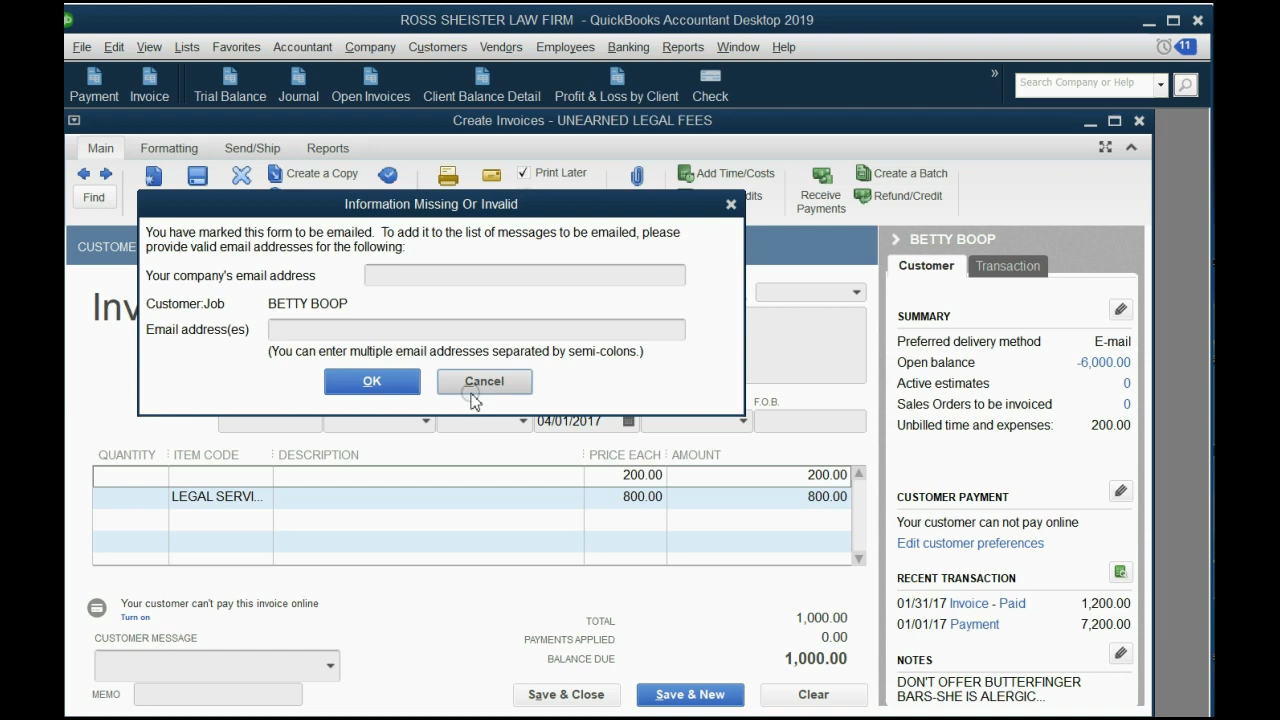 ROSS SHEISTER LAW FIRM - QuickBooks Accountant Desktop 2019
File Edit View Lists Favorites Accountant Company Customers Vendors Employees Banking Reports Window Help
11
Payment Invoice Trial Balance Journal Open Invoices Client Balance Detail Profit & Loss by Client Check
» Search Company or Help
Create Invoices - UNEARNED LEGAL FEES
Main Formatting Send/Ship Reports
Find
Create a Copy
Print Later
Add Time/Costs
dits
Receive
Payments
Create a Batch
Refund/Credit
Information Missing Or Invalid
You have marked this form to be emailed. To add it to the list of messages to be emailed, please
provide valid email addresses for the following:
Your company's email address
Customer:Job BETTY BOOP
Email address(es)
(You can enter multiple email addresses separated by semi-colons.)
OK Cancel
CUSTOME
Inv
F.O.B.
04/01/2017
QUANTITY ITEM CODE DESCRIPTION PRICE EACH AMOUNT
200.00 200.00
LEGAL SERVI... 800.00 800.00
Your customer can't pay this invoice online
Turn on
CUSTOMER MESSAGE
MEMO
TOTAL 1,000.00
PAYMENTS APPLIED 0.00
BALANCE DUE 1,000.00
Save & Close Save & New Clear
BETTY BOOP
Customer Transaction
SUMMARY
Preferred delivery method E-mail
Open balance -6,000.00
Active estimates 0
Sales Orders to be invoiced 0
Unbilled time and expenses: 200.00
CUSTOMER PAYMENT
Your customer can not pay online
Edit customer preferences
RECENT TRANSACTION
01/31/17 Invoice - Paid 1,200.00
01/01/17 Payment 7,200.00
NOTES
DON'T OFFER BUTTERFINGER
BARS-SHE IS ALERGIC...